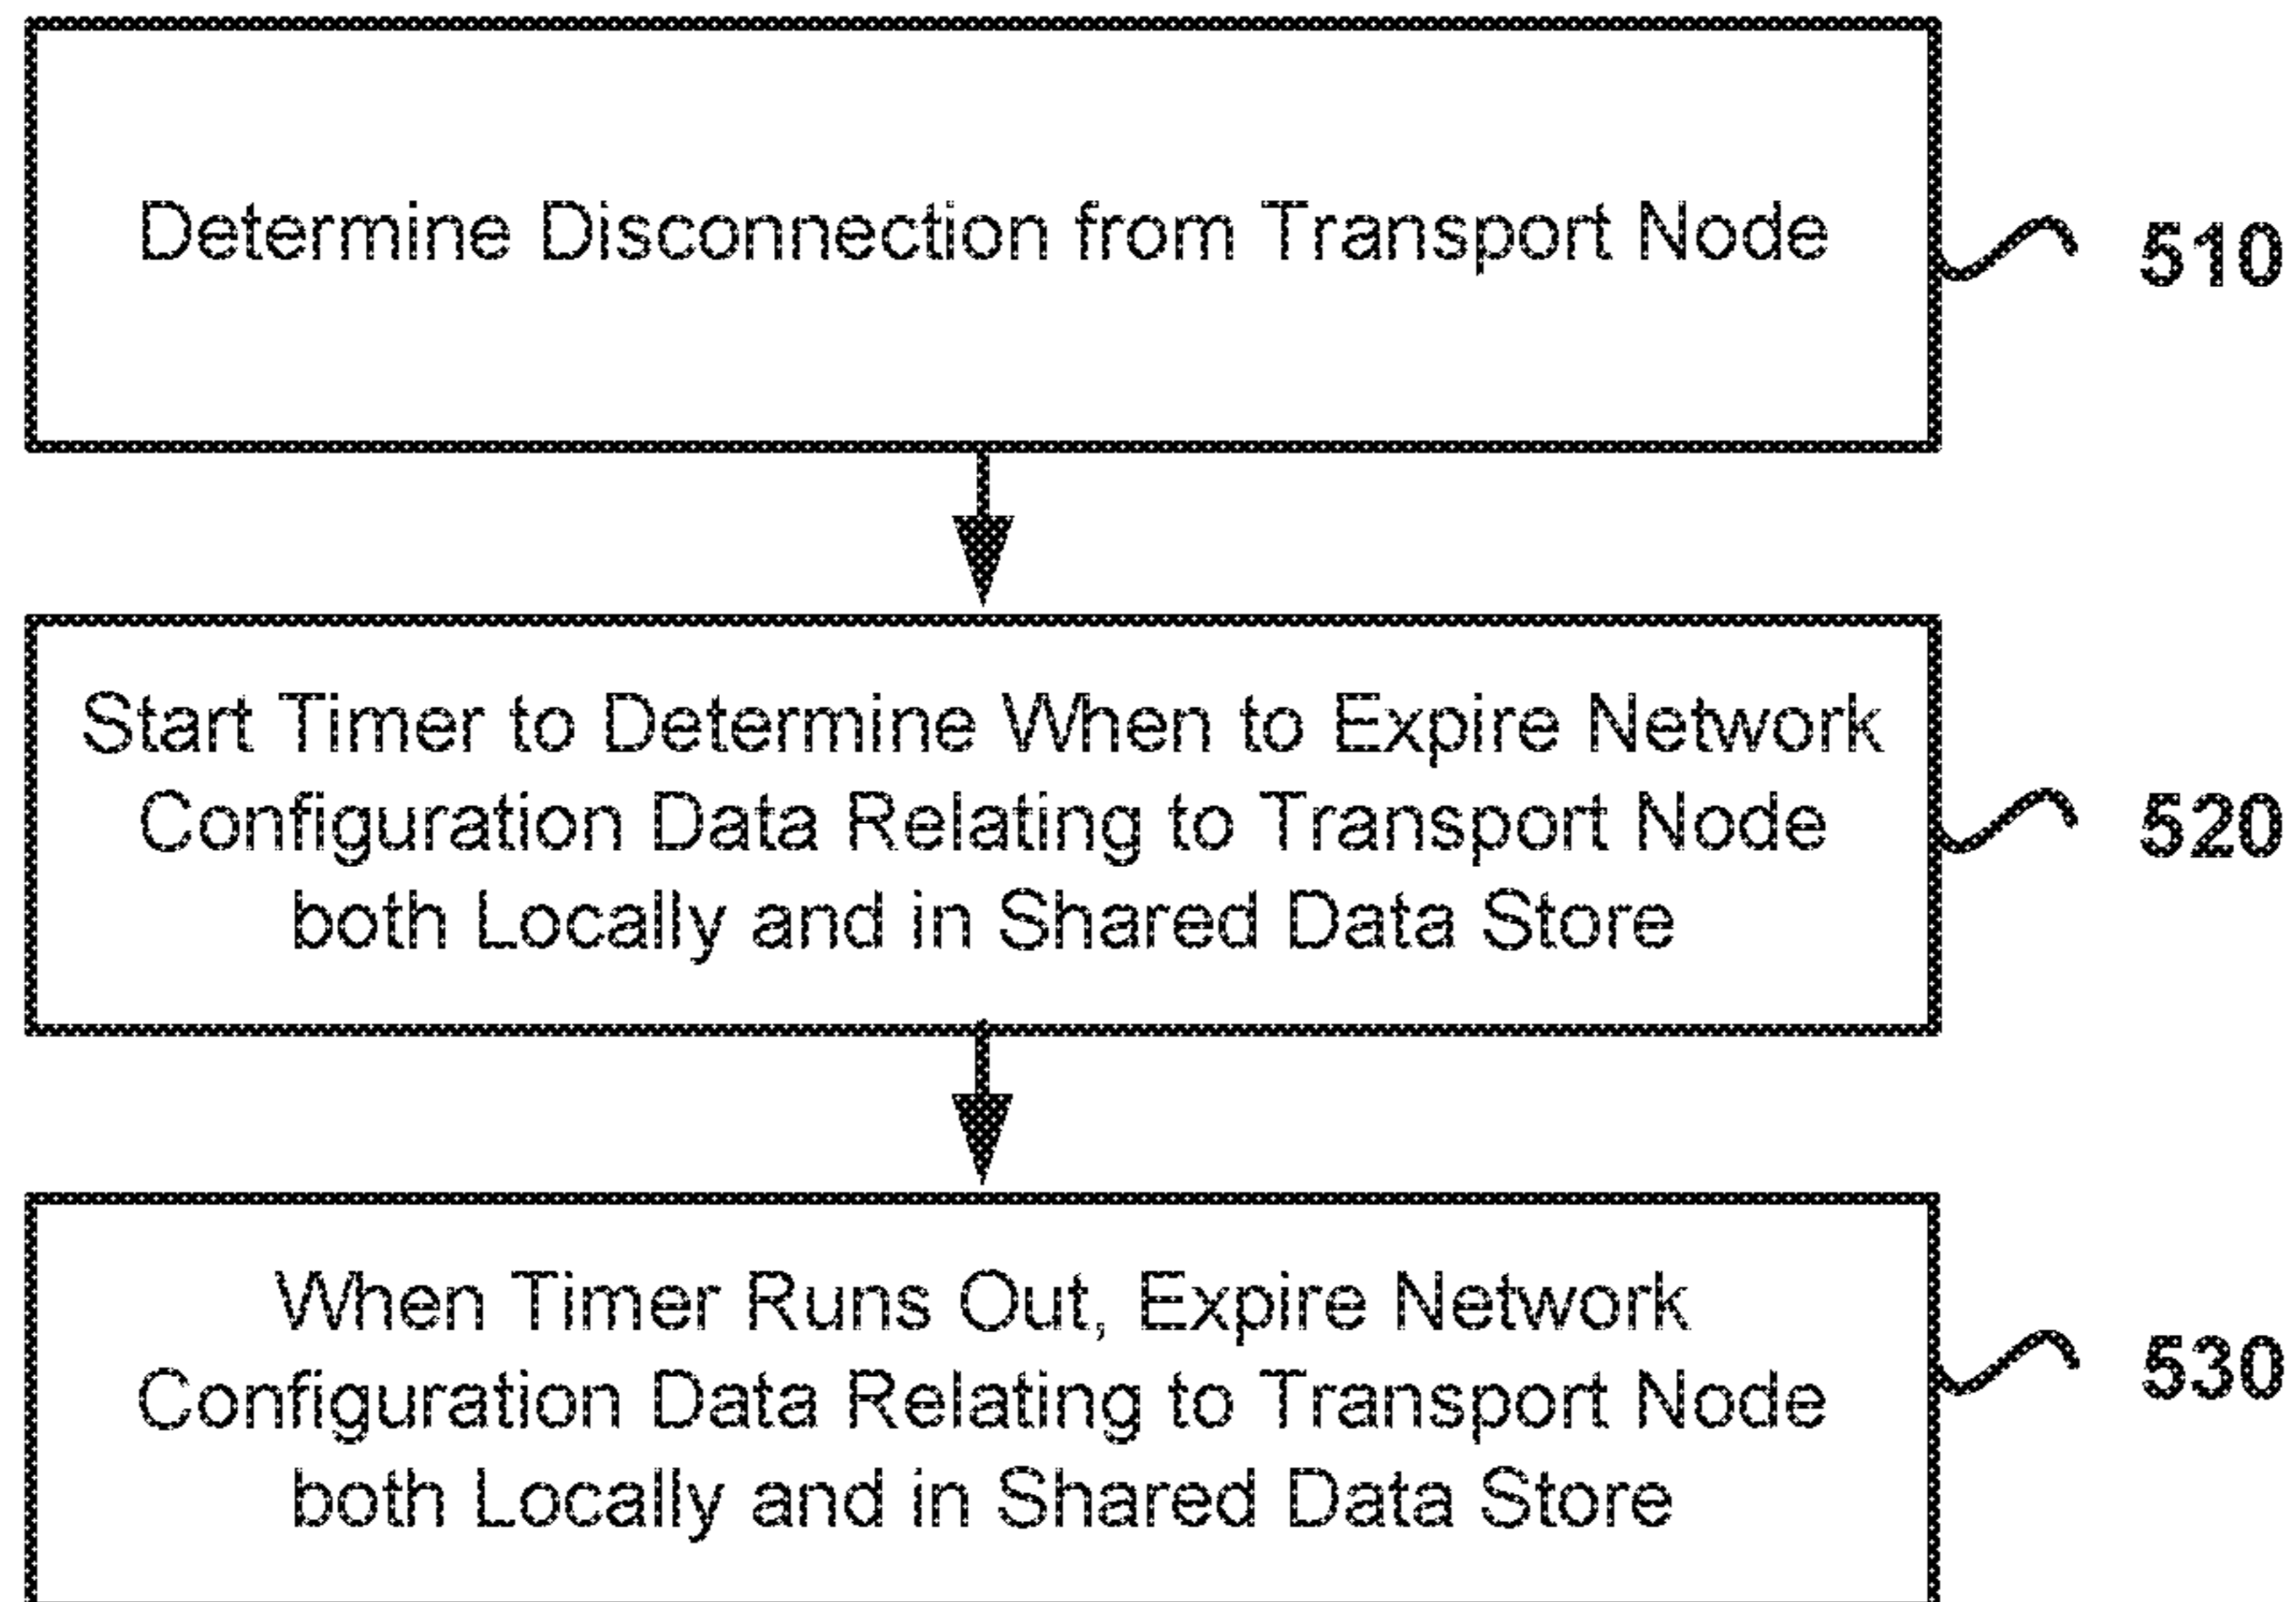 Determine Disconnection from Transport Node
510
Start Timer to Determine When to Expire Network
Configuration Data Relating to Transport Node
both Locally and in Shared Data Store
520
When Timer Runs Out, Expire Network
Configuration Data Relating to Transport Node
both Locally and in Shared Data Store
530